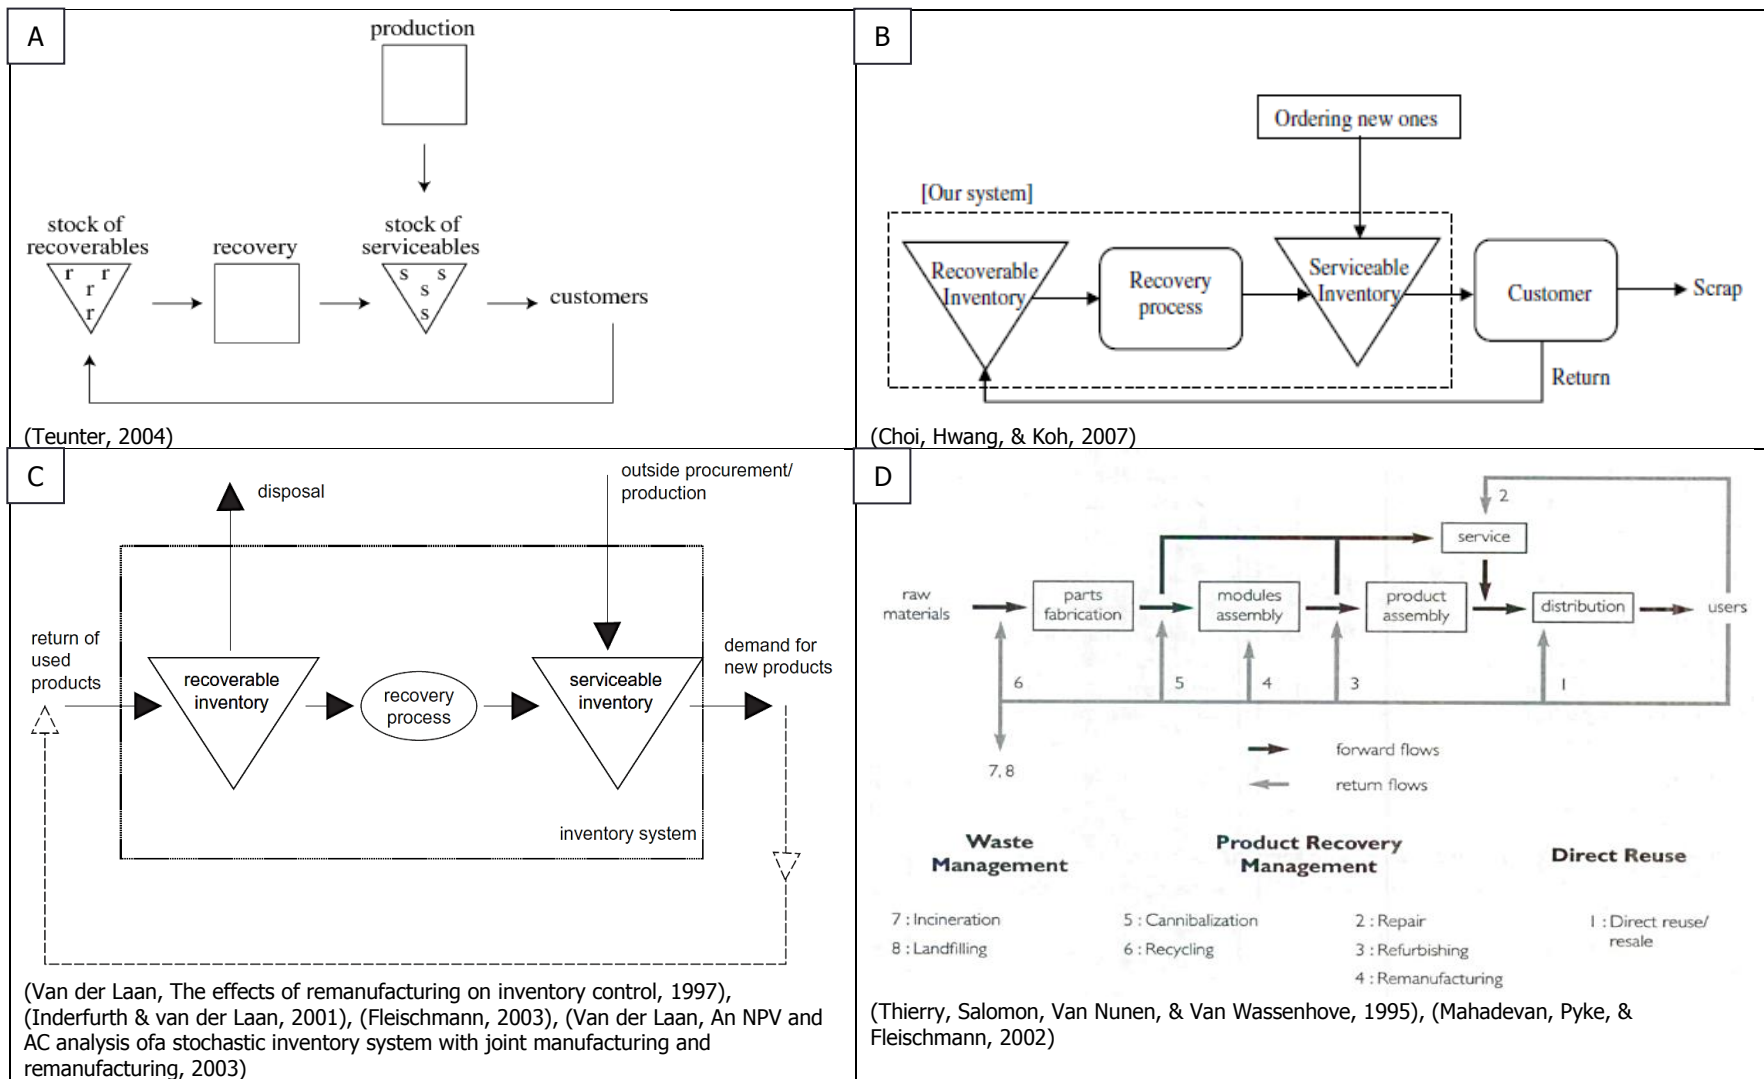 A
production
stock of
recoverables
recovery
stock of
serviceables
r r
r
r
s s
s
s
customers
(Teunter, 2004)
B
Ordering new ones
[Our system]
Recoverable
Inventory
Recovery
process
Serviceable
Inventory
Customer
Scrap
Return
(Choi, Hwang, & Koh, 2007)
C
disposal
outside procurement/
production
return of
used
products
recoverable
inventory
recovery
process
serviceable
inventory
demand for
new products
inventory system
(Van der Laan, The effects of remanufacturing on inventory control, 1997),
(Inderfurth & van der Laan, 2001), (Fleischmann, 2003), (Van der Laan, An NPV and
AC analysis ofa stochastic inventory system with joint manufacturing and
remanufacturing, 2003)
D
2
service
raw
materials
parts
fabrication
modules
assembly
product
assembly
distribution
users
6
5
4
3
1
7, 8
forward flows
return flows
Waste
Management
Product Recovery
Management
Direct Reuse
7 : Incineration
8 : Landfilling
5 : Cannibalization
6 : Recycling
2 : Repair
3 : Refurbishing
4 : Remanufacturing
1 : Direct reuse/
resale
(Thierry, Salomon, Van Nunen, & Van Wassenhove, 1995), (Mahadevan, Pyke, &
Fleischmann, 2002)